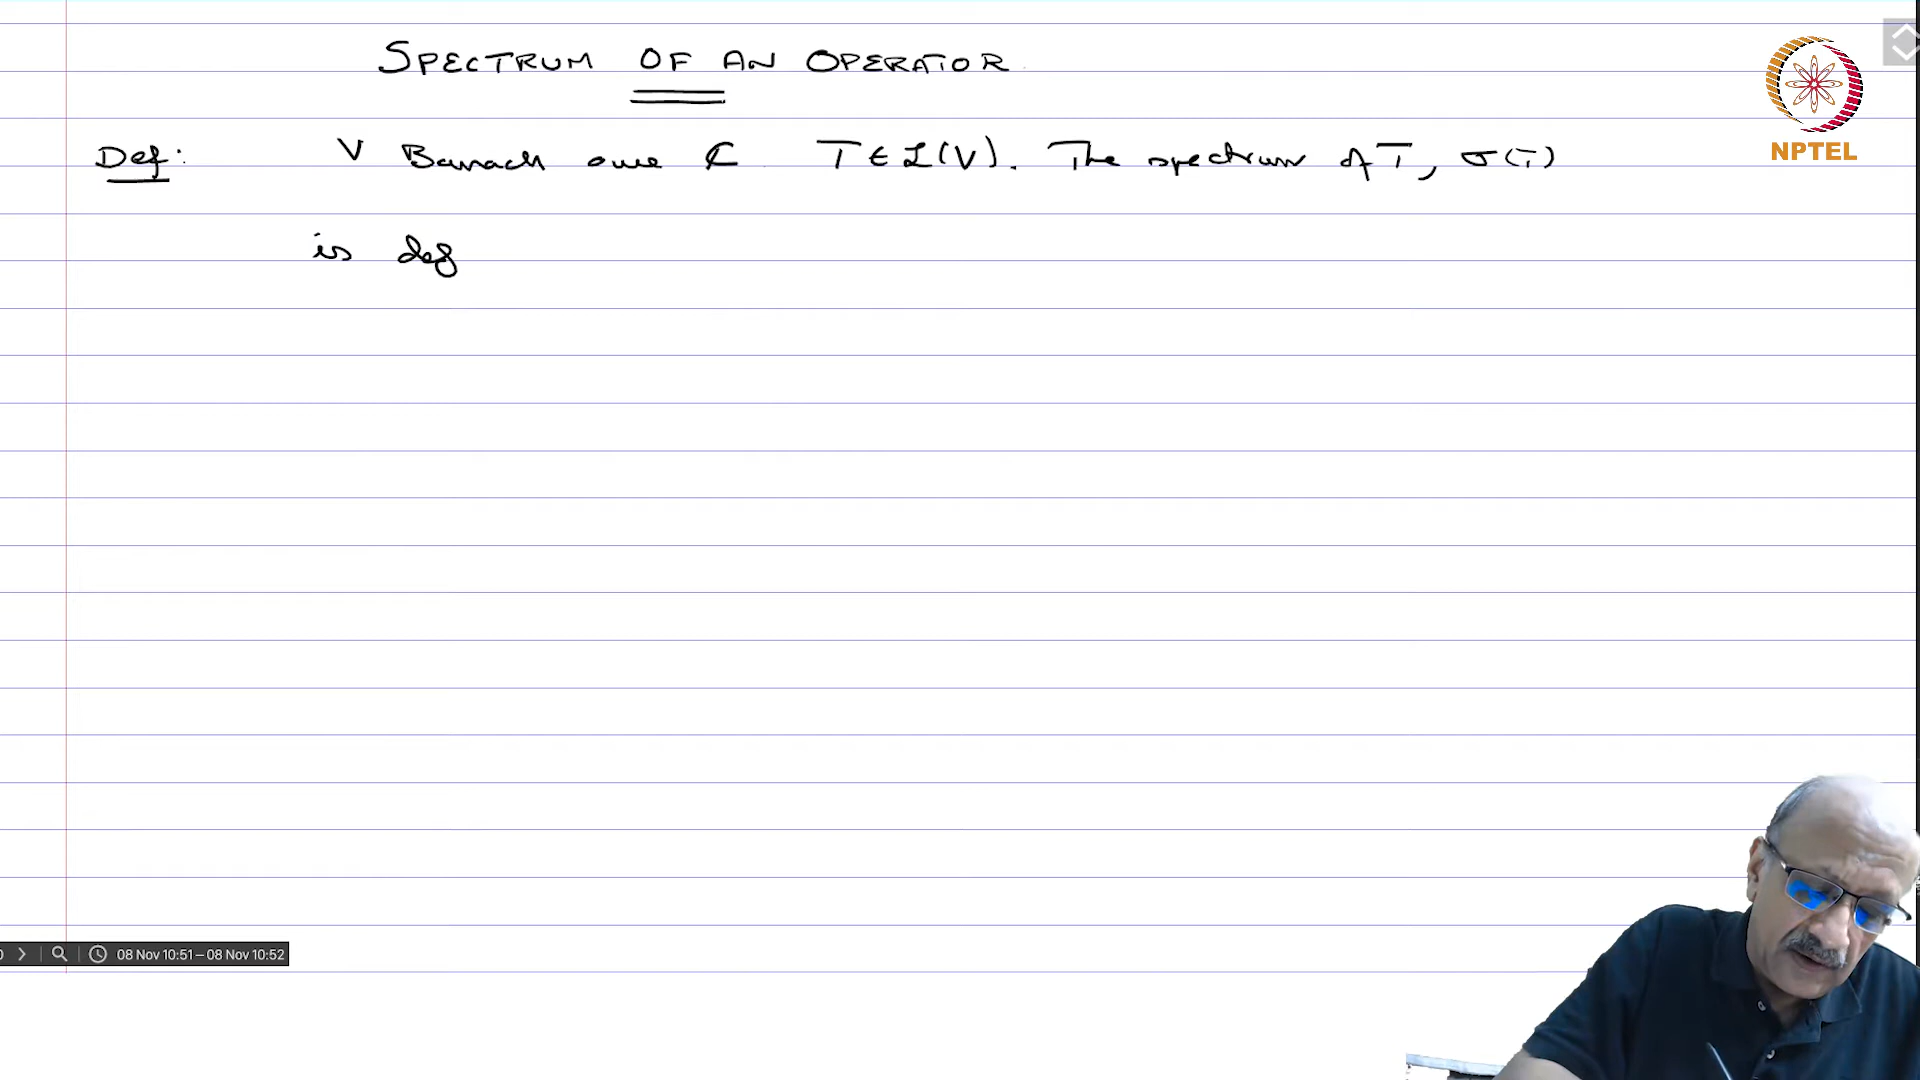 SPECTRUM OF AN OPERATOR
Def: V Banach over ℂ T ∈ ℒ(V). The spectrum of T, σ(T)
is def
NPTEL
08 Nov 10:51 – 08 Nov 10:52